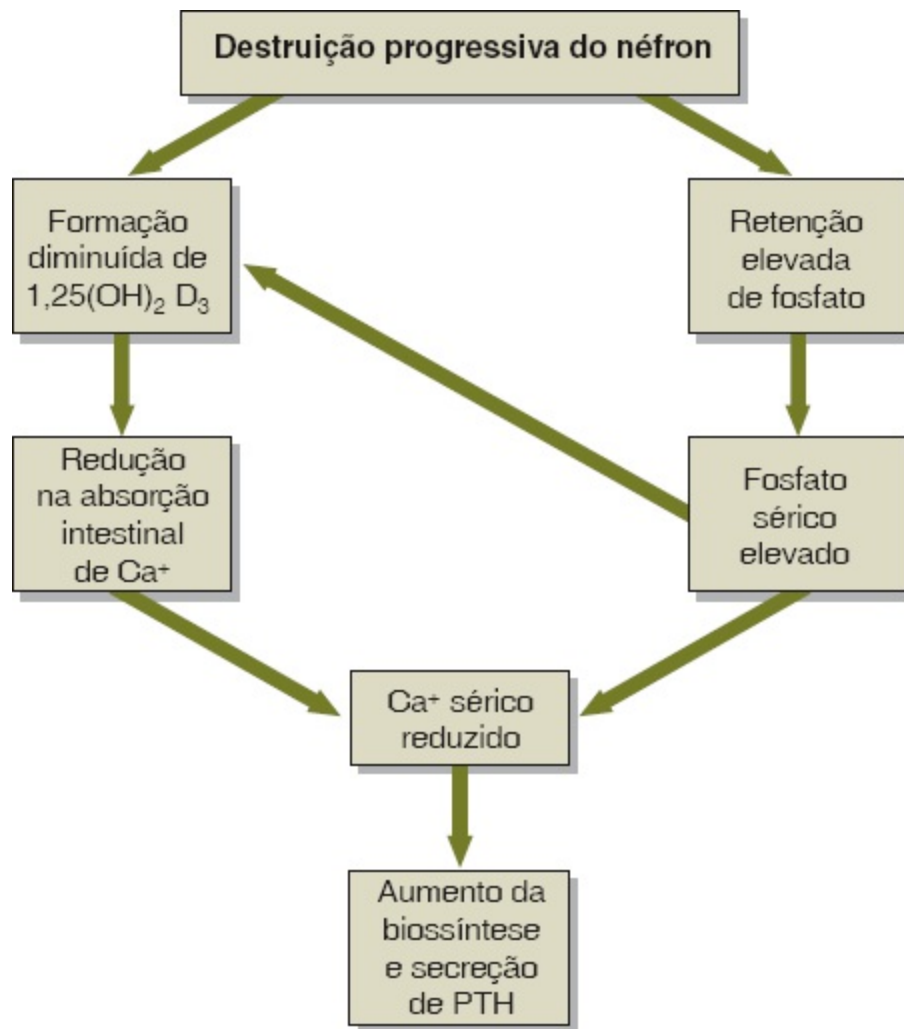 Destruição progressiva do néfron
Formação
diminuída de
1,25(OH)₂ D₃
Retenção
elevada
de fosfato
Redução
na absorção
intestinal
de Ca⁺
Fosfato
sérico
elevado
Ca⁺ sérico
reduzido
Aumento da
biossíntese
e secreção
de PTH